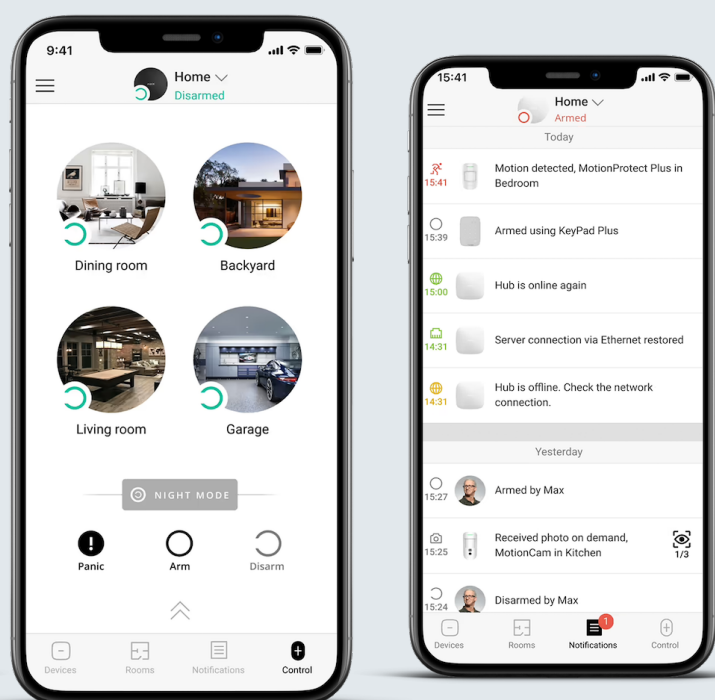 9:41
Home
Disarmed
Dining room
Backyard
Living room
Garage
NIGHT MODE
Panic
Arm
Disarm
Devices
Rooms
Notifications
Control
15:41
Home
Armed
Today
15:41
Motion detected, MotionProtect Plus in
Bedroom
15:39
Armed using KeyPad Plus
15:00
Hub is online again
14:31
Server connection via Ethernet restored
14:31
Hub is offline. Check the network
connection.
Yesterday
15:27
Armed by Max
15:25
Received photo on demand,
MotionCam in Kitchen
1/3
15:24
Disarmed by Max
1
Devices
Rooms
Notifications
Control